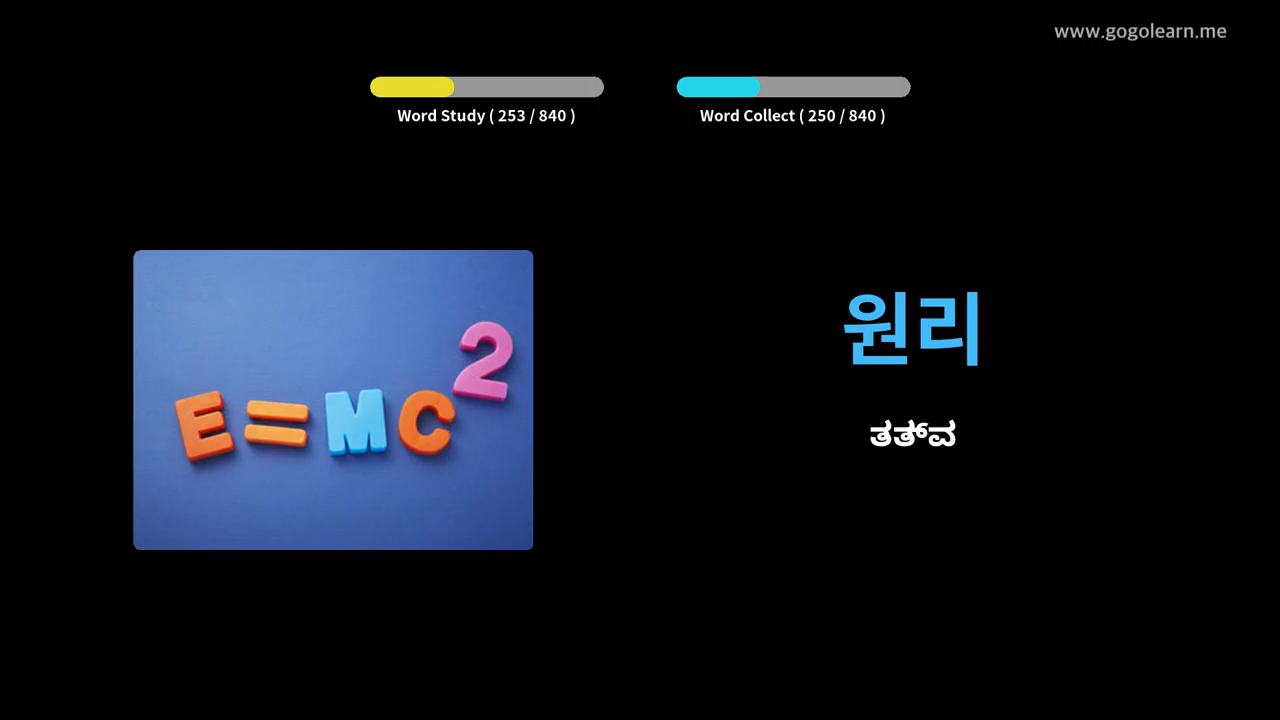 www.gogolearn.me
Word Study ( 253 / 840 )
Word Collect ( 250 / 840 )
E=MC2
원리
ತತ್‌ವ